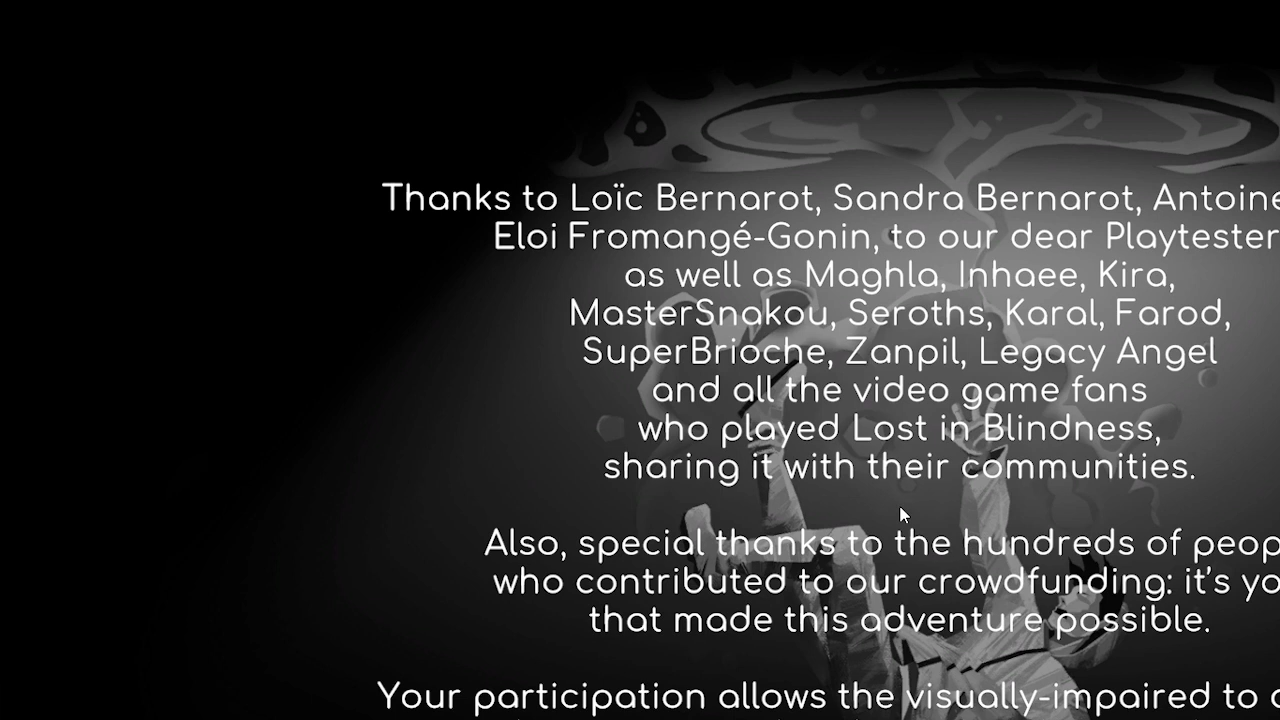 Thanks to Loïc Bernarot, Sandra Bernarot, Antoine
Eloi Fromangé-Gonin, to our dear Playtester
as well as Maghla, Inhaee, Kira,
MasterSnakou, Seroths, Karal, Farod,
SuperBrioche, Zanpil, Legacy Angel
and all the video game fans
who played Lost in Blindness,
sharing it with their communities.
Also, special thanks to the hundreds of peop
who contributed to our crowdfunding: it's yo
that made this adventure possible.
Your participation allows the visually-impaired to